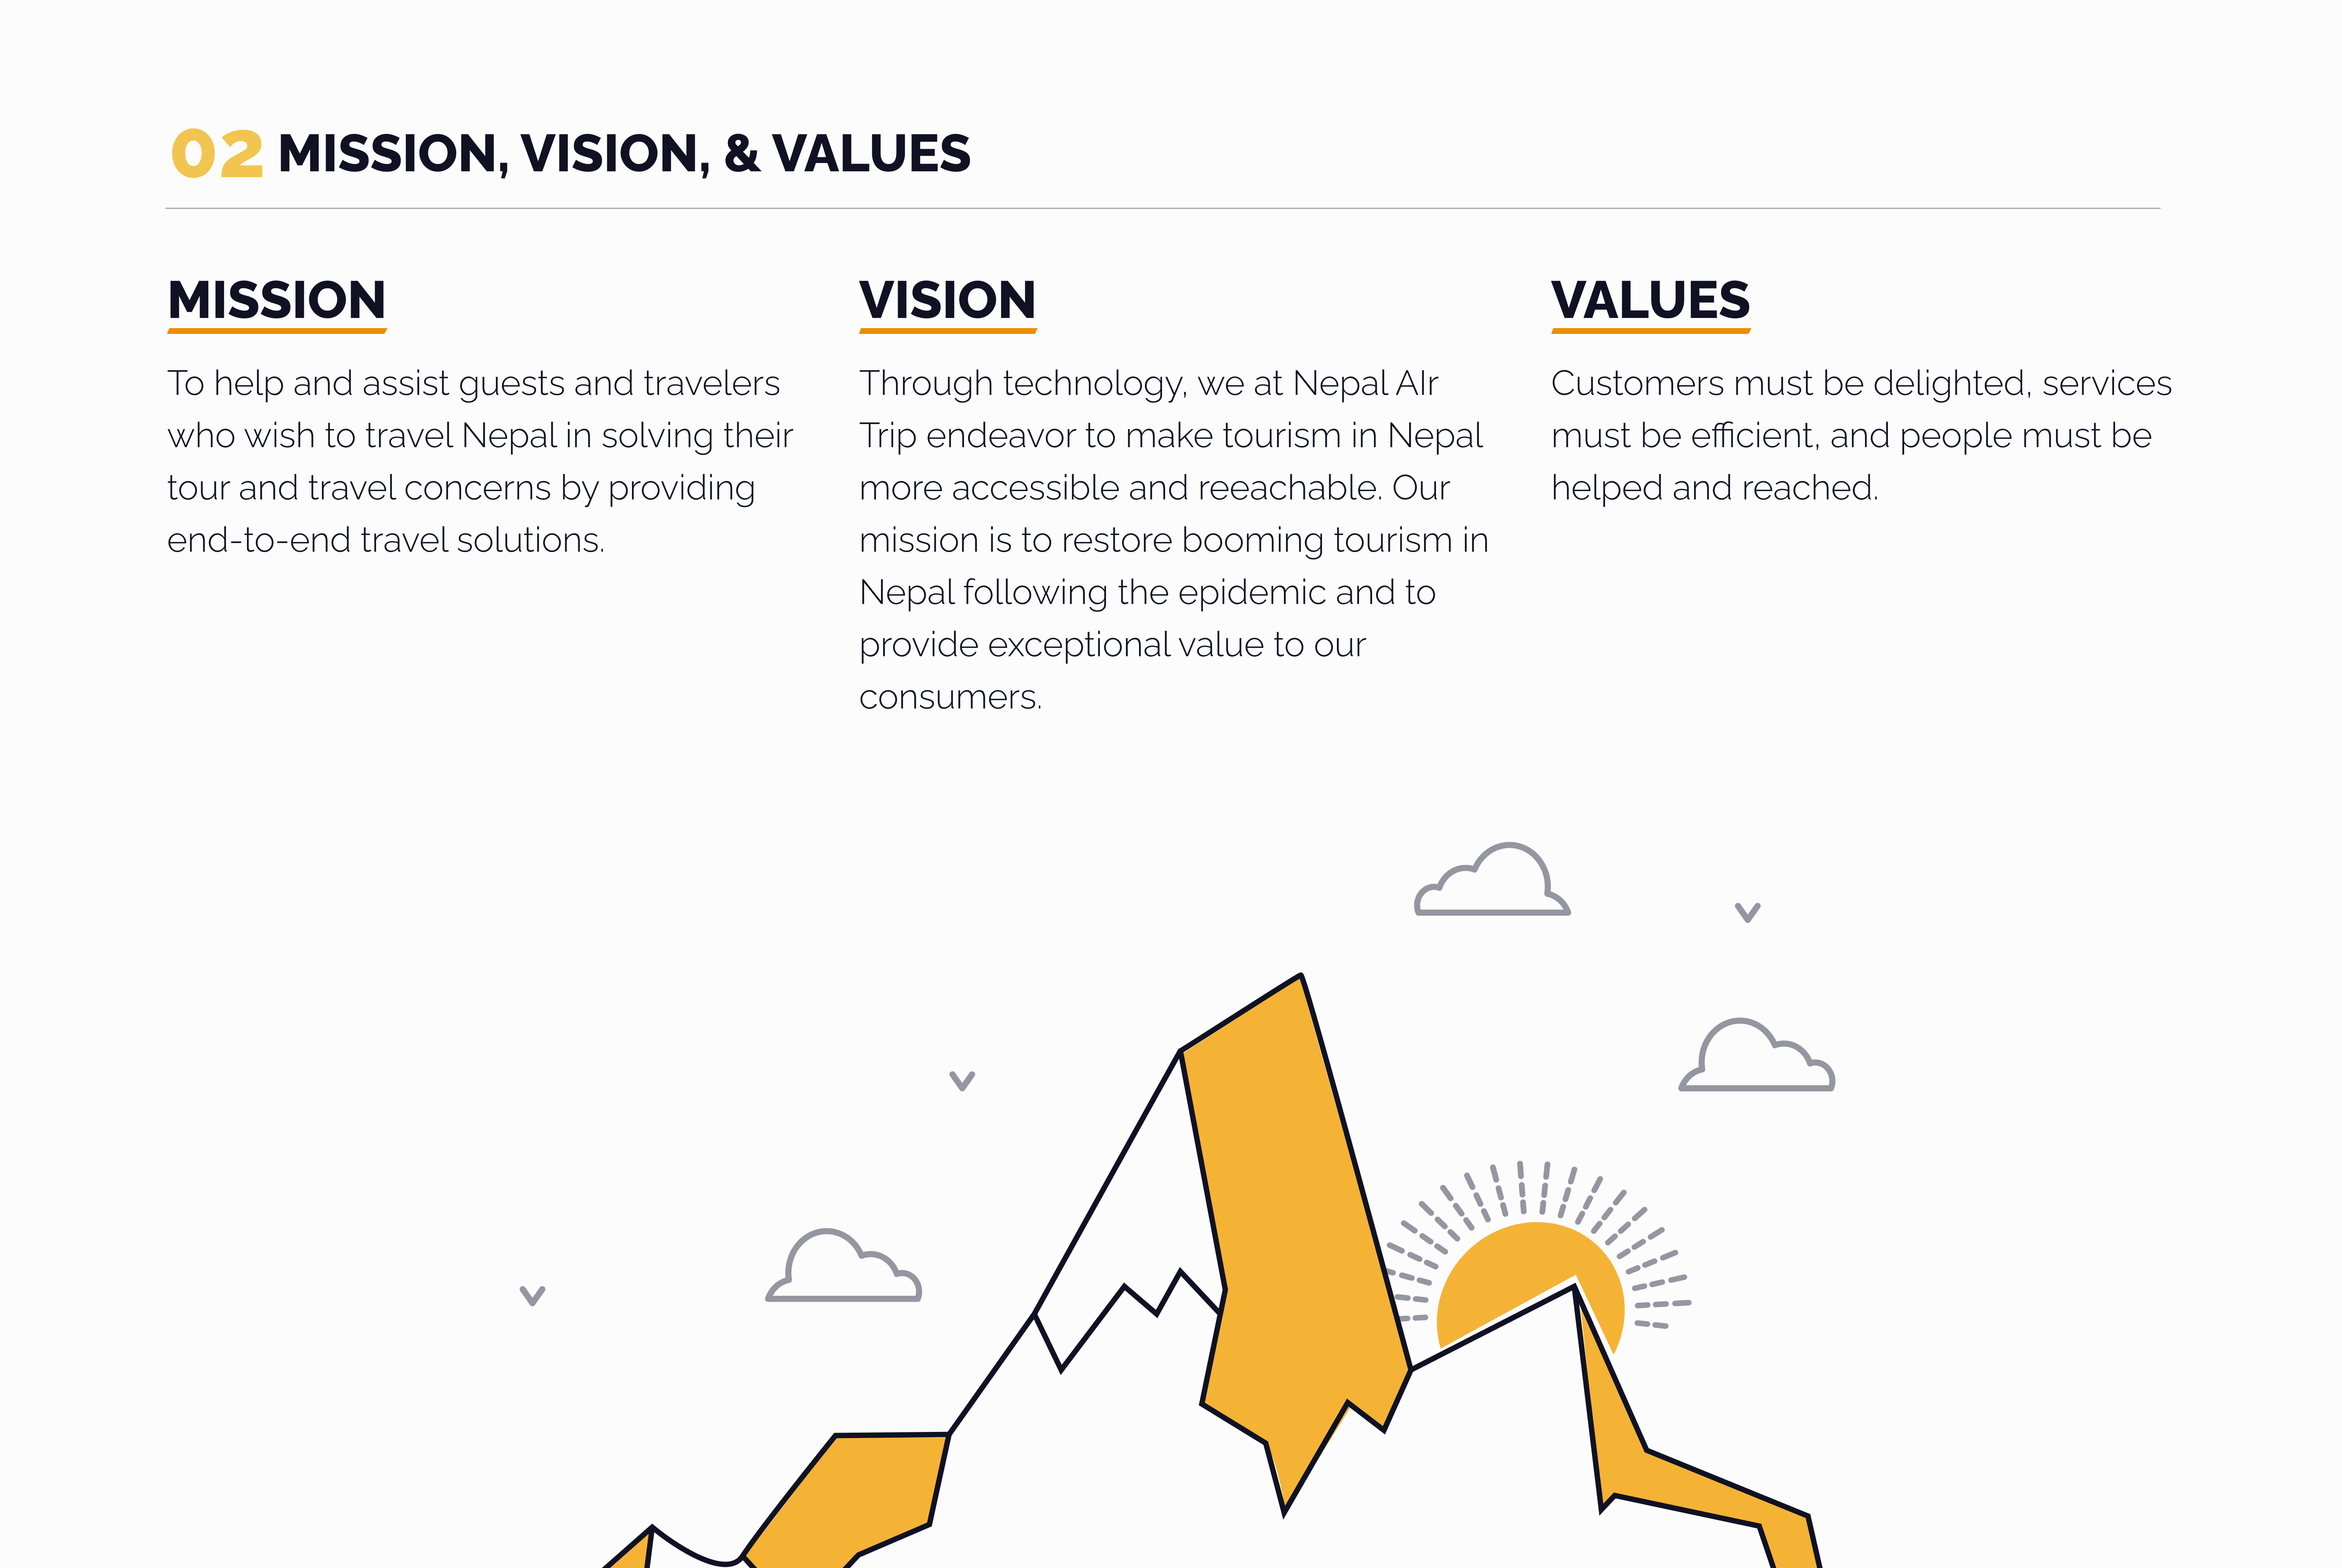 02 MISSION, VISION, & VALUES
MISSION
To help and assist guests and travelers
who wish to travel Nepal in solving their
tour and travel concerns by providing
end-to-end travel solutions.
VISION
Through technology, we at Nepal AIr
Trip endeavor to make tourism in Nepal
more accessible and reeachable. Our
mission is to restore booming tourism in
Nepal following the epidemic and to
provide exceptional value to our
consumers.
VALUES
Customers must be delighted, services
must be efficient, and people must be
helped and reached.